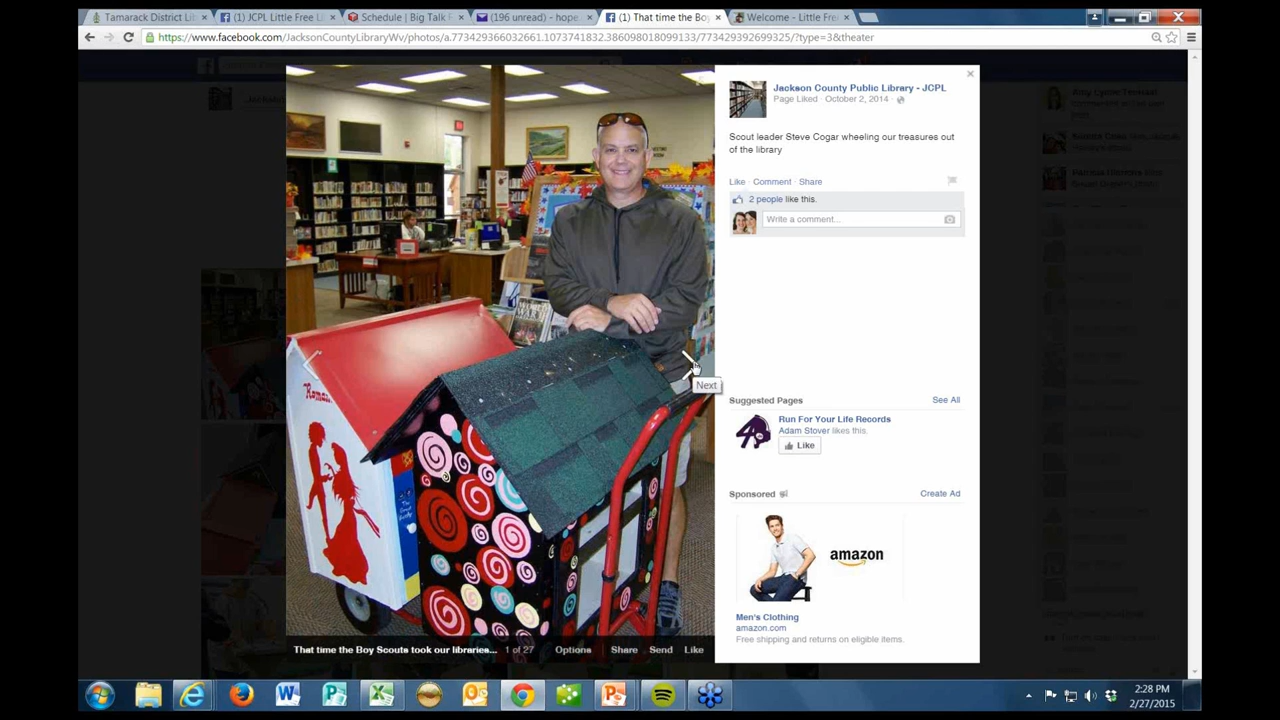 Tamarack District Li
(1) JCPL Little Free Li
Schedule | Big Talk F
(196 unread) - hope.
(1) That time the Boy
Welcome - Little Free
https://www.facebook.com/JacksonCountyLibraryWv/photos/a.773429366032661.1073741832.386098018099133/773429392699325/?type=3&theater
Jackson County Public Library - JCPL
Page Liked · October 2, 2014 ·
Scout leader Steve Cogar wheeling our treasures out
of the library
Like · Comment · Share
2 people like this.
Write a comment...
Next
Suggested Pages
See All
Run For Your Life Records
Adam Stover likes this.
Like
Sponsored
Create Ad
amazon
Men's Clothing
amazon.com
Free shipping and returns on eligible items.
That time the Boy Scouts took our libraries...
1 of 27
Options
Share
Send
Like
2:28 PM
2/27/2015